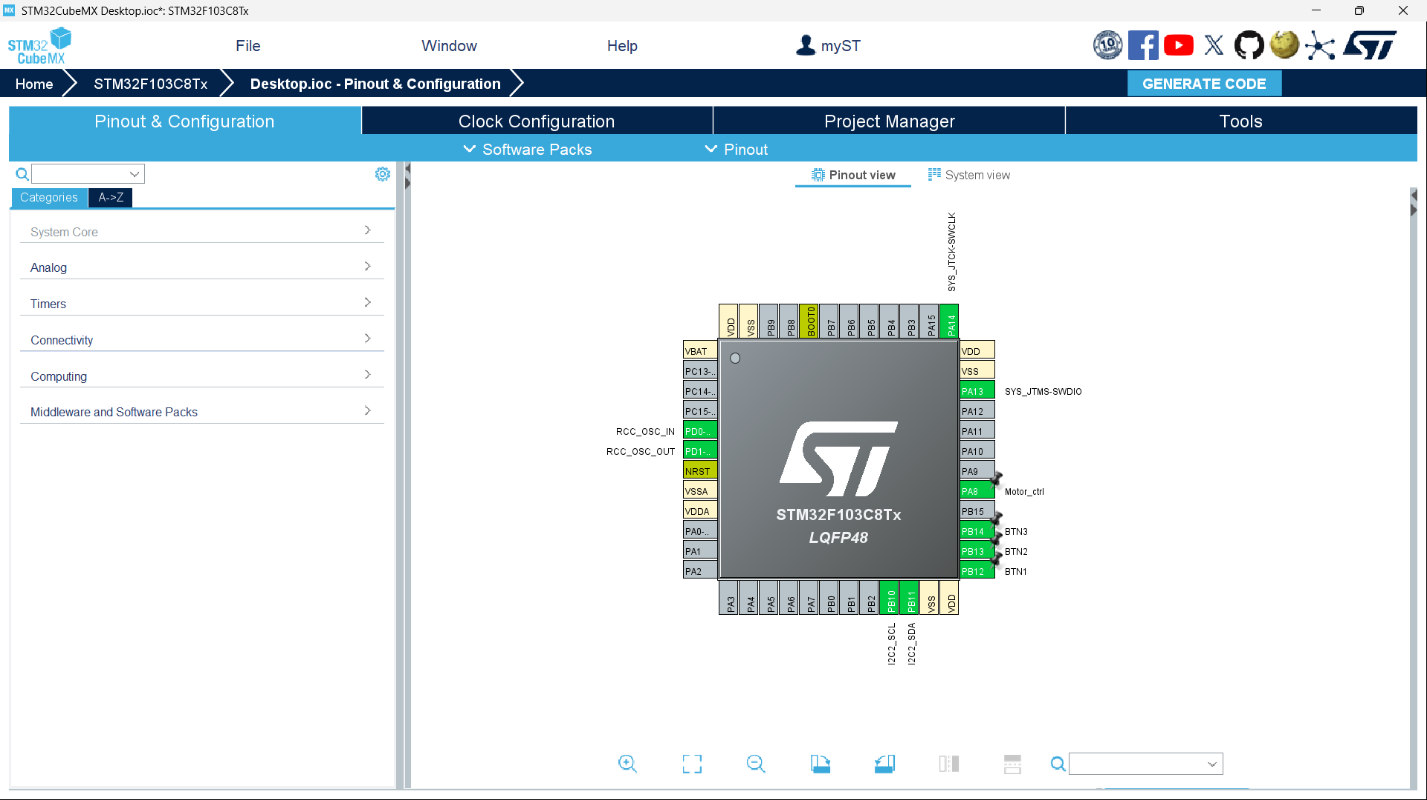 MX STM32CubeMX Desktop.ioc*: STM32F103C8Tx
STM32
CubeMX
File
Window
Help
myST
10
Home
STM32F103C8Tx
Desktop.ioc - Pinout & Configuration
GENERATE CODE
Pinout & Configuration
Clock Configuration
Project Manager
Tools
Software Packs
Pinout
Categories
A->Z
System Core
Analog
Timers
Connectivity
Computing
Middleware and Software Packs
Pinout view
System view
SYS_JTCK-SWCLK
VDD
VSS
PB9
PB8
BOOT0
PB7
PB6
PB5
PB4
PB3
PA15
PA14
VBAT
PC13-..
PC14-..
PC15-..
RCC_OSC_IN
PD0-..
RCC_OSC_OUT
PD1-..
NRST
VSSA
VDDA
PA0-..
PA1
PA2
ST
STM32F103C8Tx
LQFP48
VDD
VSS
PA13
SYS_JTMS-SWDIO
PA12
PA11
PA10
PA9
PA8
Motor_ctrl
PB15
PB14
BTN3
PB13
BTN2
PB12
BTN1
PA3
PA4
PA5
PA6
PA7
PB0
PB1
PB2
PB10
PB11
VSS
VDD
I2C2_SCL
I2C2_SDA